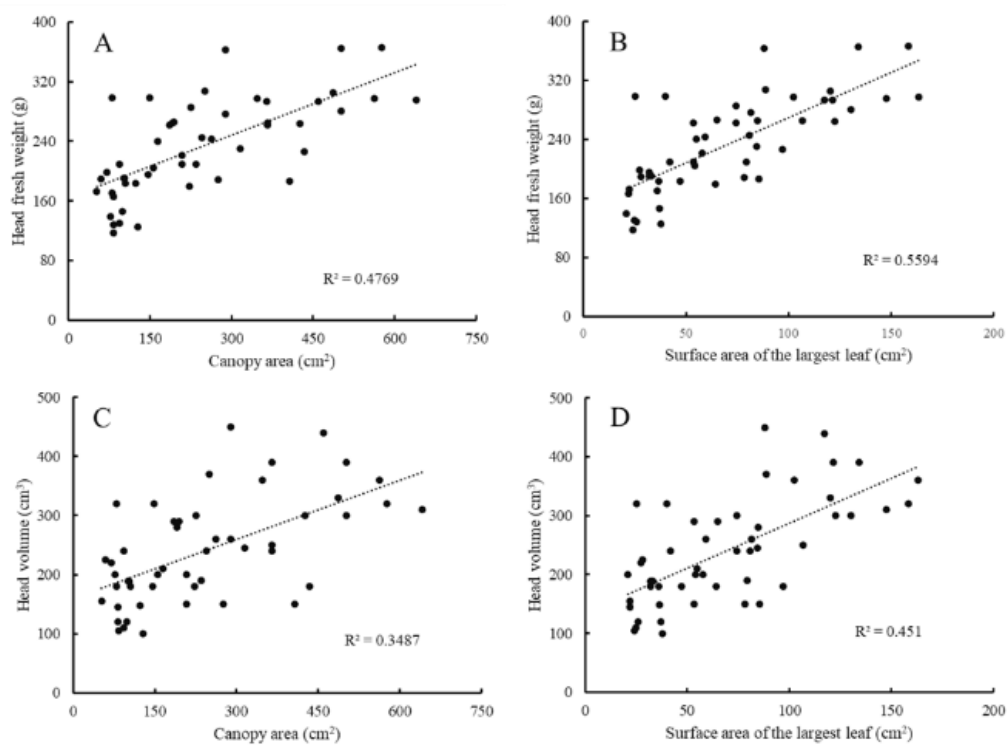 A
Head fresh weight (g)
400
320
240
160
80
0
R² = 0.4769
0 150 300 450 600 750
Canopy area (cm²)
B
Head fresh weight (g)
400
320
240
160
80
0
R² = 0.5594
0 50 100 150 200
Surface area of the largest leaf (cm²)
C
Head volume (cm³)
500
400
300
200
100
0
R² = 0.3487
0 150 300 450 600 750
Canopy area (cm²)
D
Head volume (cm³)
500
400
300
200
100
0
R² = 0.451
0 50 100 150 200
Surface area of the largest leaf (cm²)